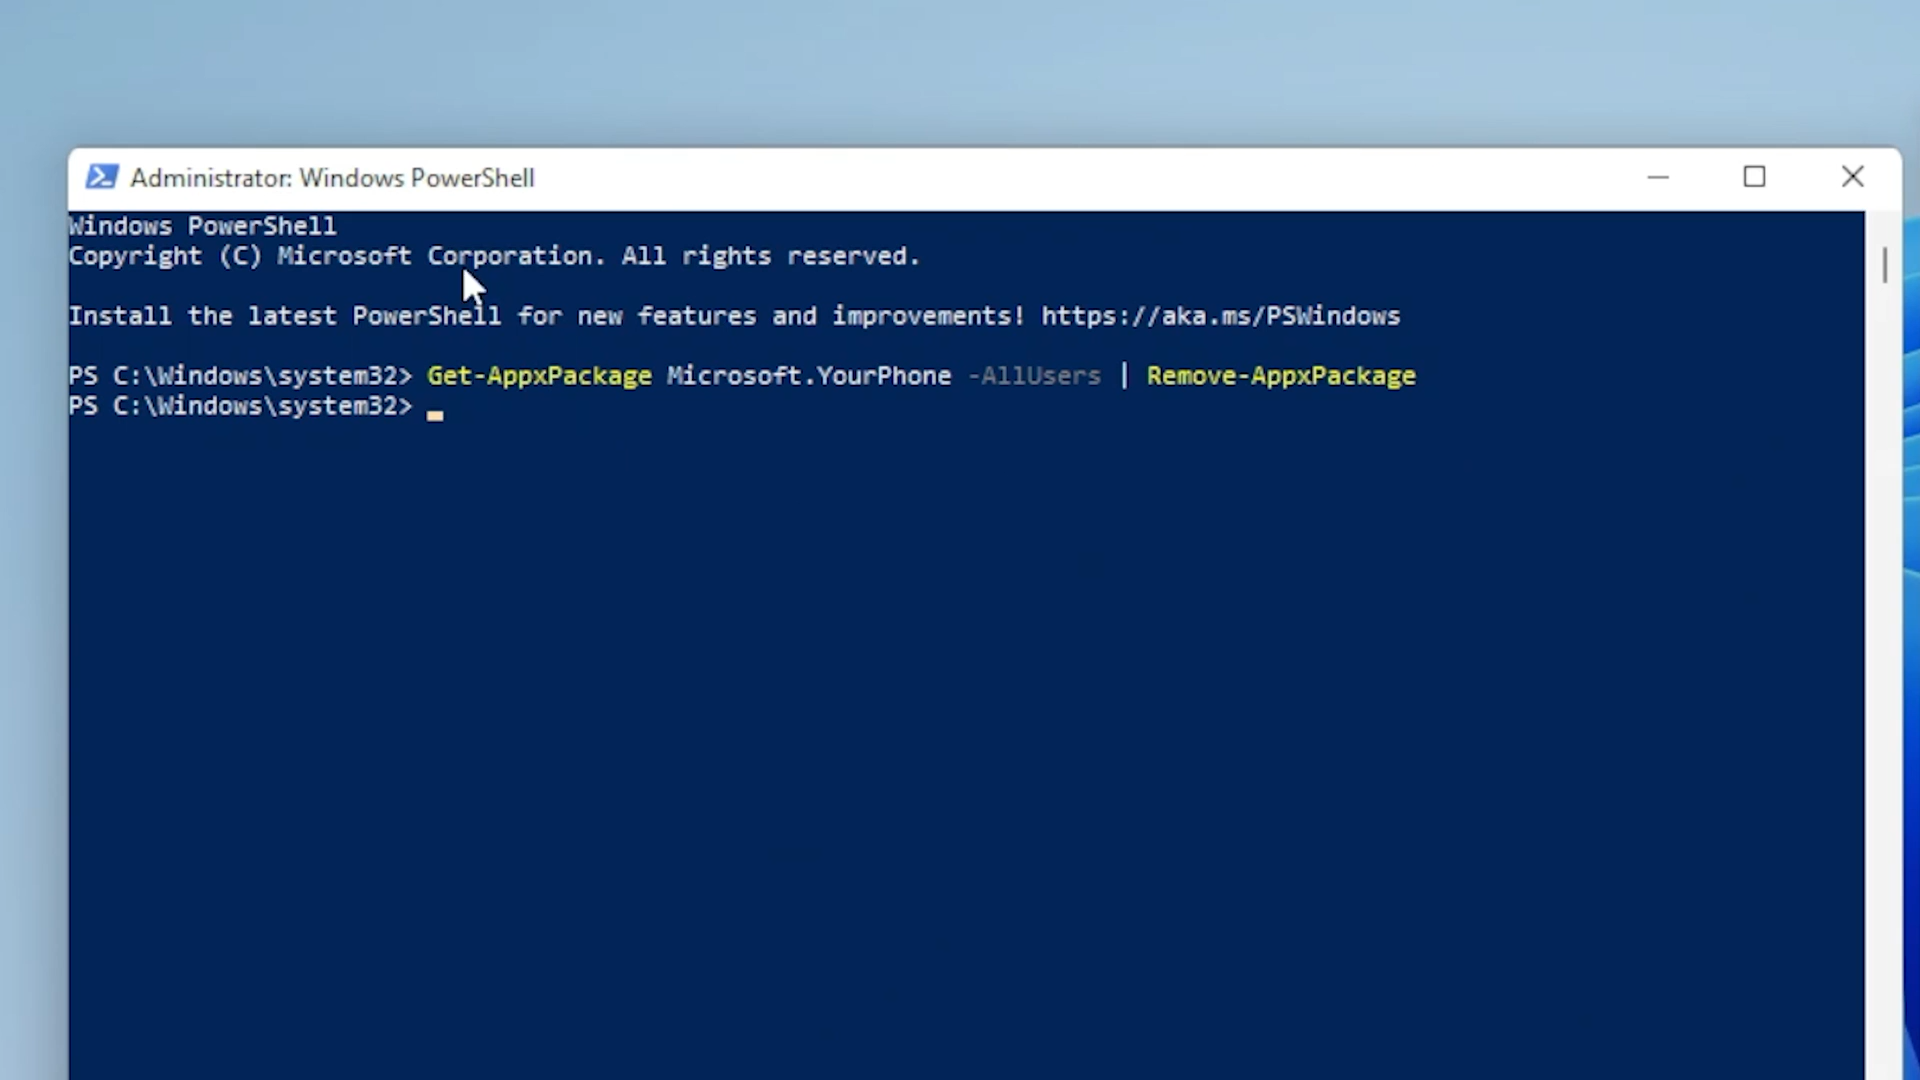 Administrator: Windows PowerShell
Windows PowerShell
Copyright (C) Microsoft Corporation. All rights reserved.
Install the latest PowerShell for new features and improvements! https://aka.ms/PSWindows
PS C:\Windows\system32> Get-AppxPackage Microsoft.YourPhone -AllUsers | Remove-AppxPackage
PS C:\Windows\system32>